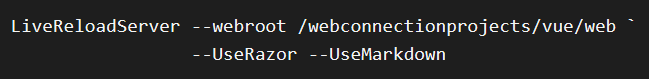 LiveReloadServer --webroot /webconnectionprojects/vue/web `
--UseRazor --UseMarkdown